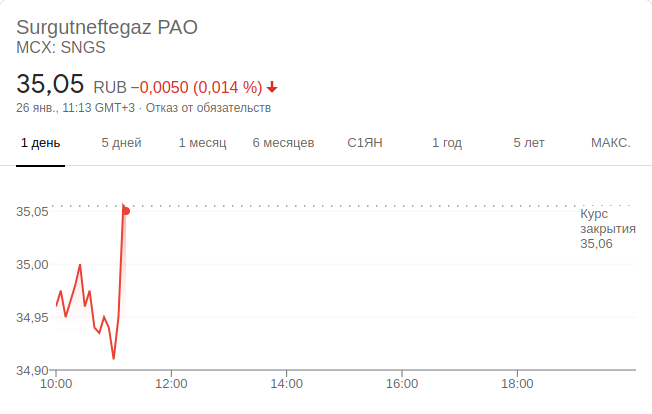 Surgutneftegaz PAO
MCX: SNGS
35,05 RUB −0,0050 (0,014 %)
26 янв., 11:13 GMT+3 · Отказ от обязательств
1 день 5 дней 1 месяц 6 месяцев С1ЯН 1 год 5 лет МАКС.
35,05
35,00
34,95
34,90
Курс
закрытия
35,06
10:00 12:00 14:00 16:00 18:00